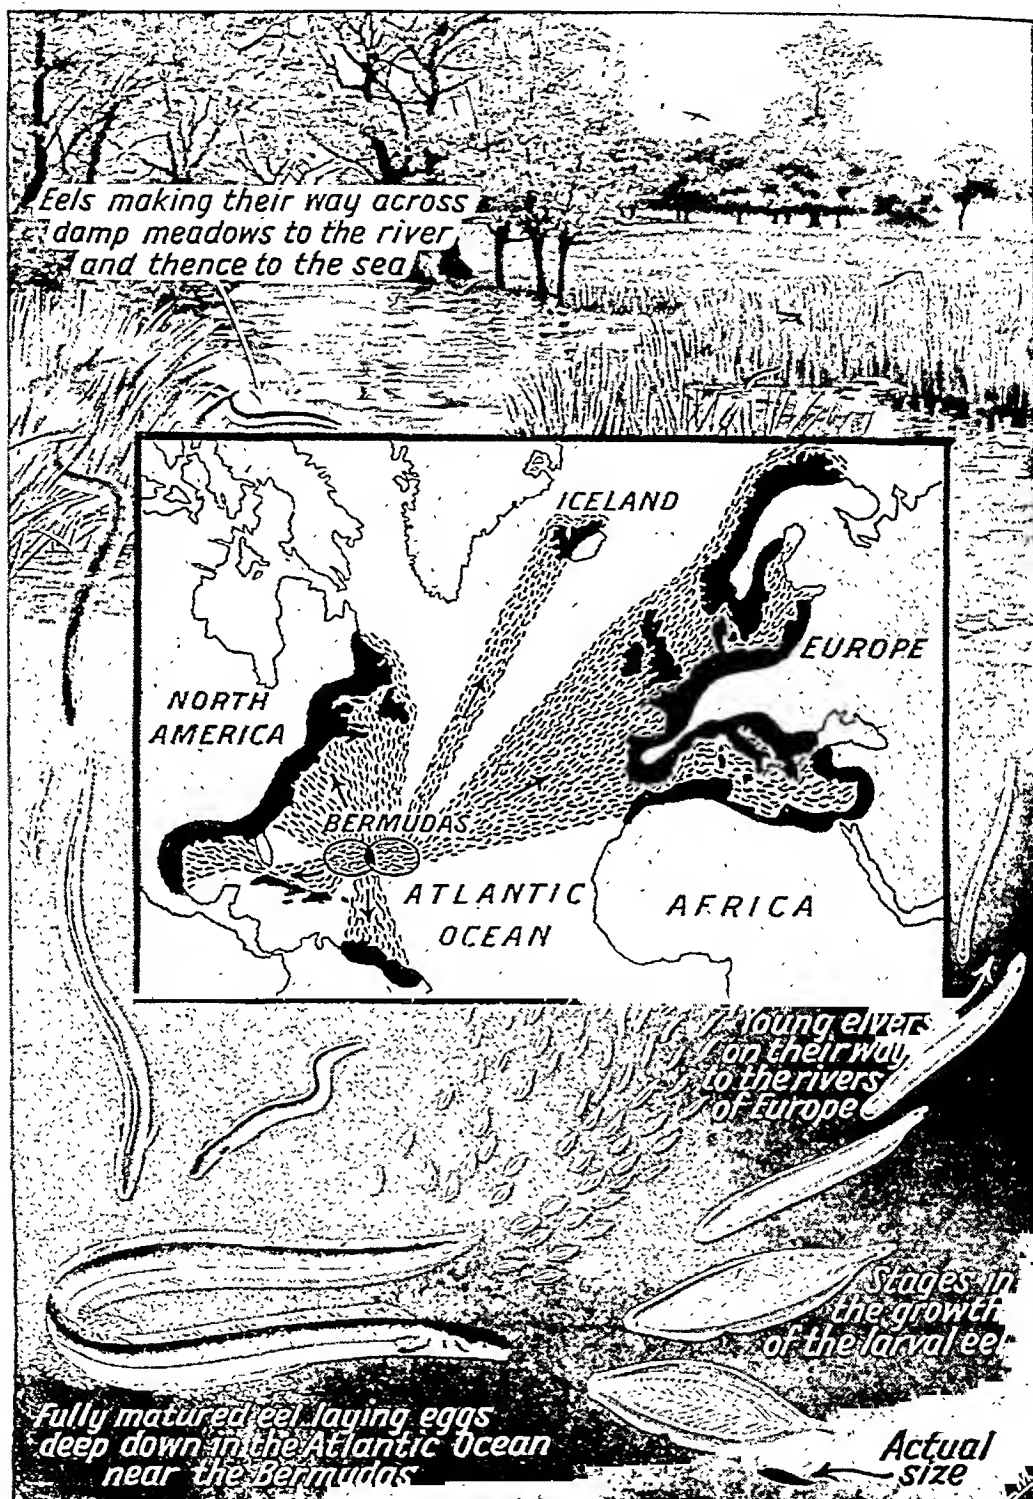 Eels making their way across
damp meadows to the river
and thence to the sea
ICELAND
EUROPE
NORTH
AMERICA
BERMUDAS
ATLANTIC
OCEAN
AFRICA
Young elvers
on their way
to the rivers
of Europe
Stages in
the growth
of the larval eel
Fully matured eel laying eggs
deep down in the Atlantic Ocean
near the Bermudas
Actual
size